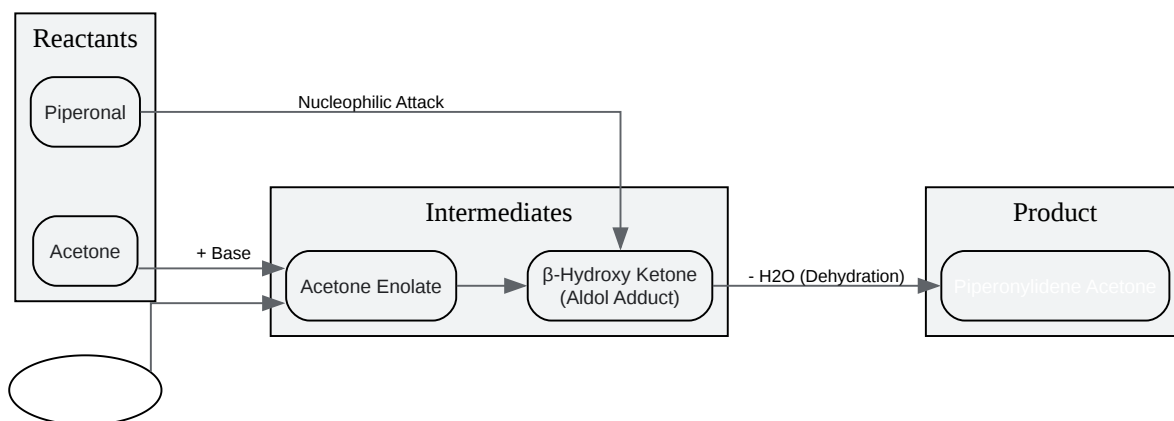 Reactants
Piperonal
Nucleophilic Attack
Acetone
+ Base
Intermediates
Acetone Enolate
β-Hydroxy Ketone
(Aldol Adduct)
- H2O (Dehydration)
Product
Piperonylidene Acetone